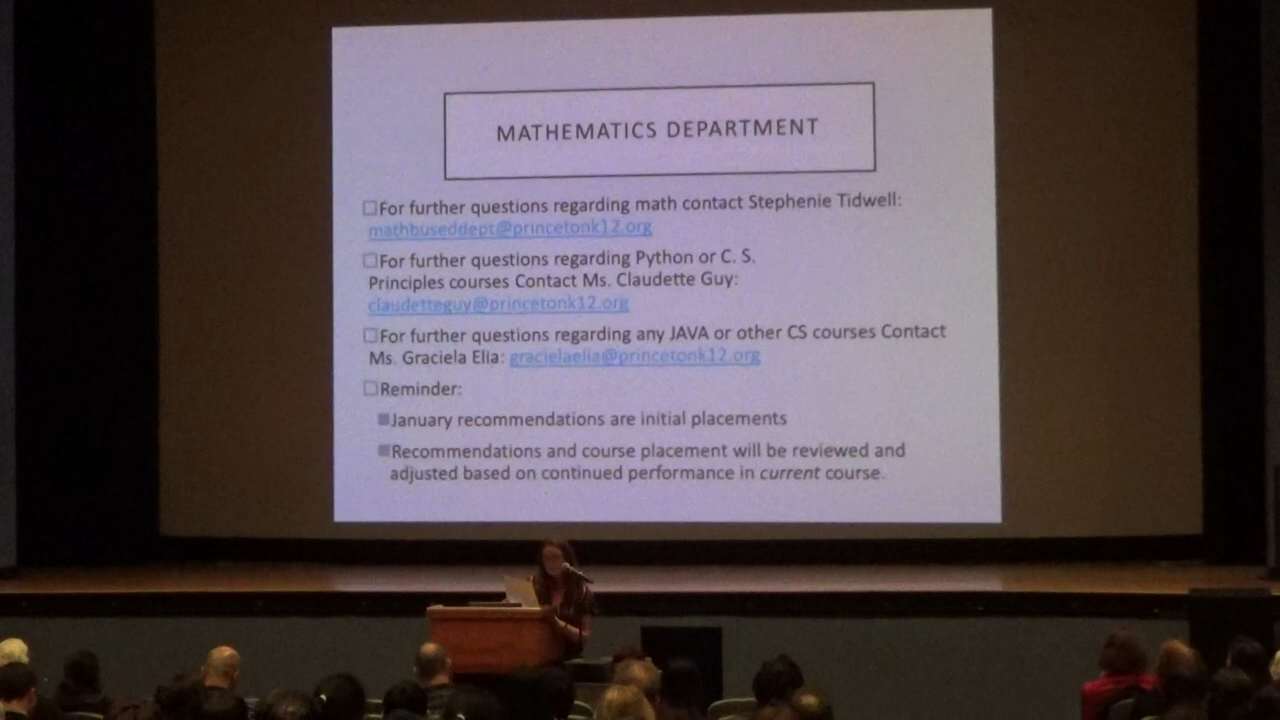 MATHEMATICS DEPARTMENT
For further questions regarding math contact Stephenie Tidwell:
mathbuseddept@princetonk12.org
For further questions regarding Python or C. S.
Principles courses Contact Ms. Claudette Guy:
claudetteguy@princetonk12.org
For further questions regarding any JAVA or other CS courses Contact
Ms. Graciela Elia: gracielaelia@princetonk12.org
Reminder:
January recommendations are initial placements
Recommendations and course placement will be reviewed and
adjusted based on continued performance in current course.